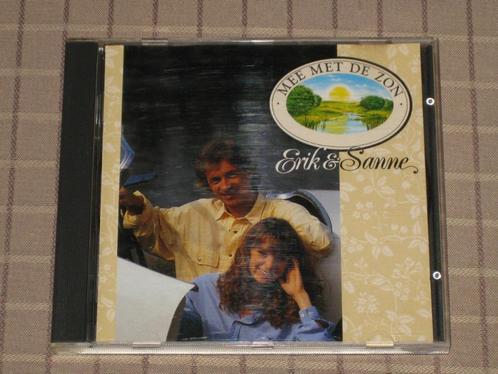 · MEE MET DE ZON ·
Erik & Sanne